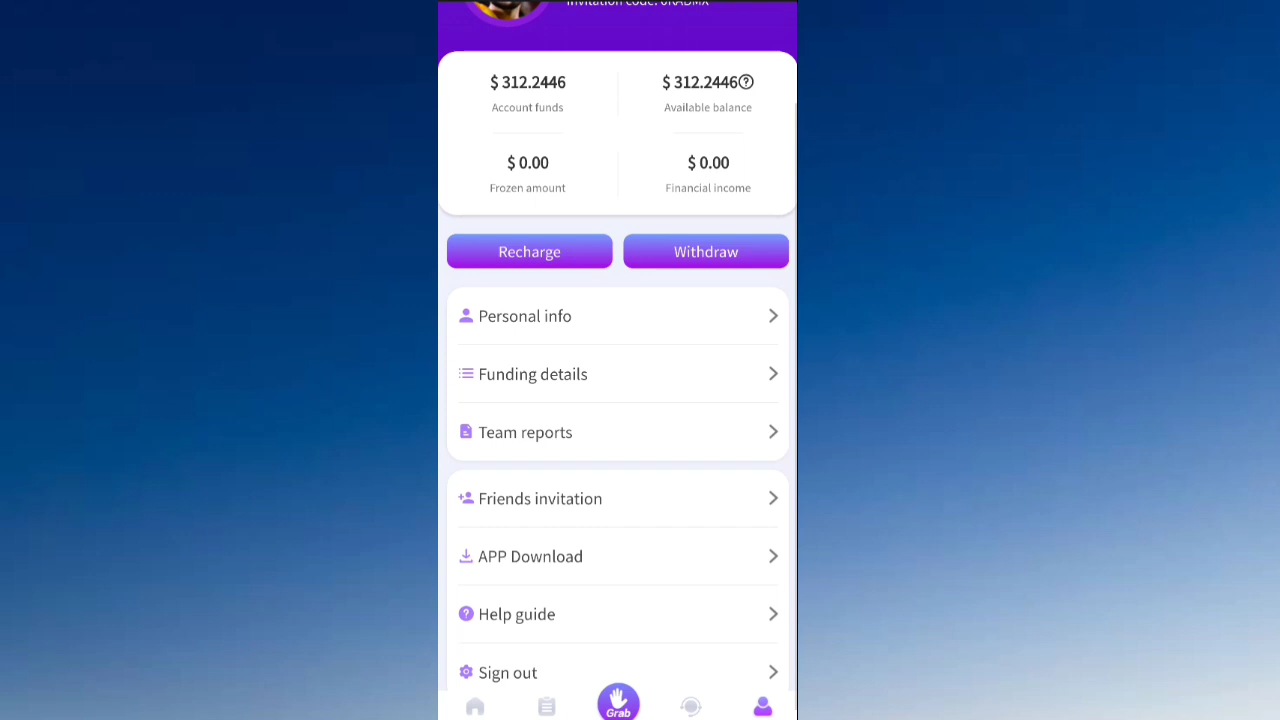 $ 312.2446
Account funds
$ 312.2446
Available balance
$ 0.00
Frozen amount
$ 0.00
Financial income
Recharge
Withdraw
Personal info
Funding details
Team reports
Friends invitation
APP Download
Help guide
Sign out
Grab